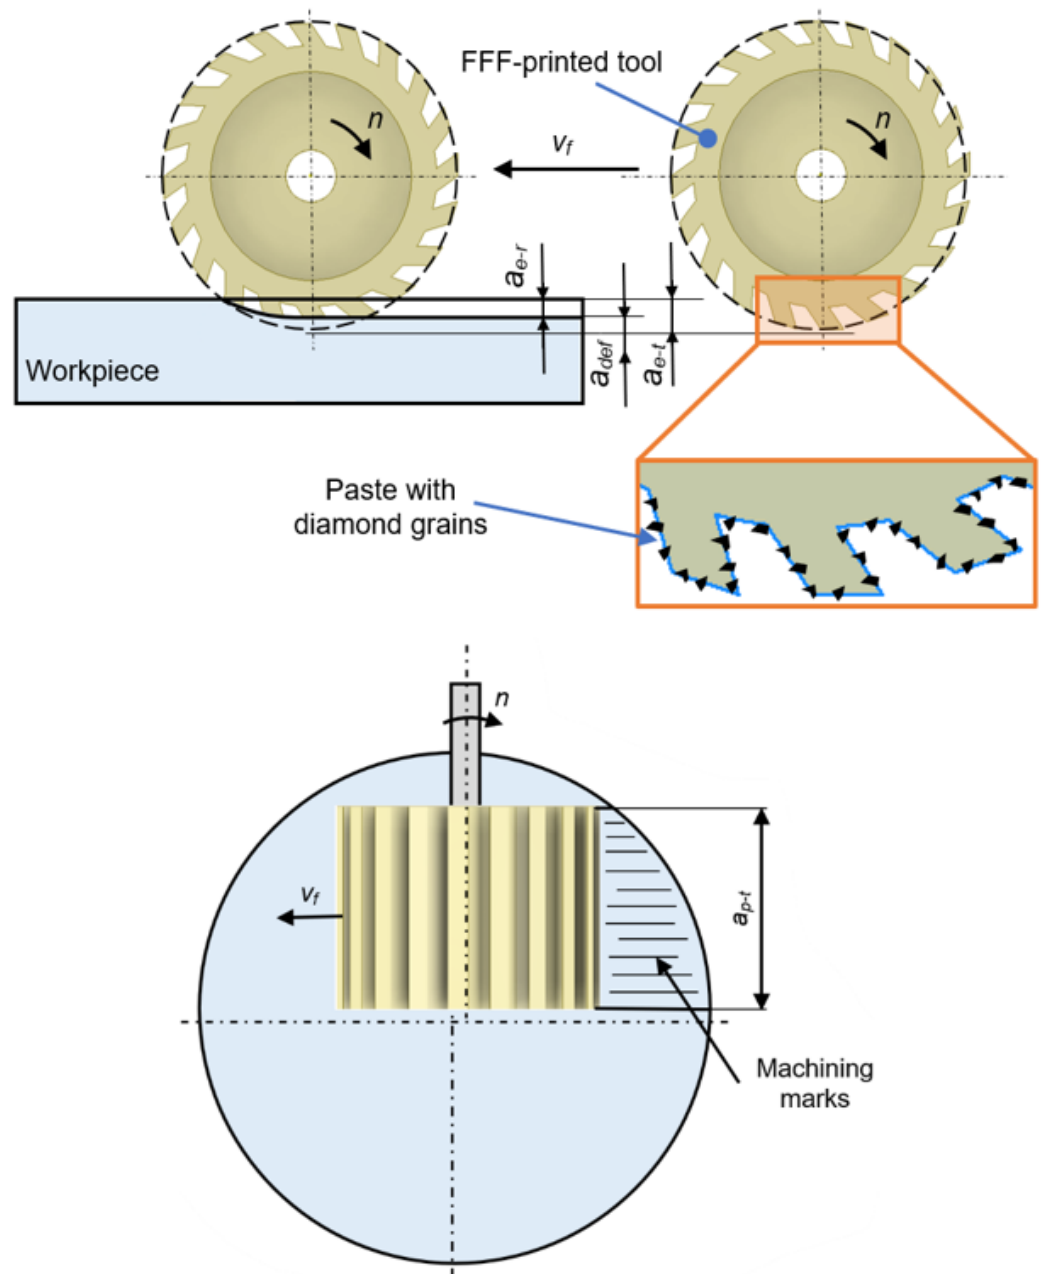 FFF-printed tool
n
n
vf
ae-r
adef
ae-t
Workpiece
Paste with
diamond grains
n
vf
ap-t
Machining
marks